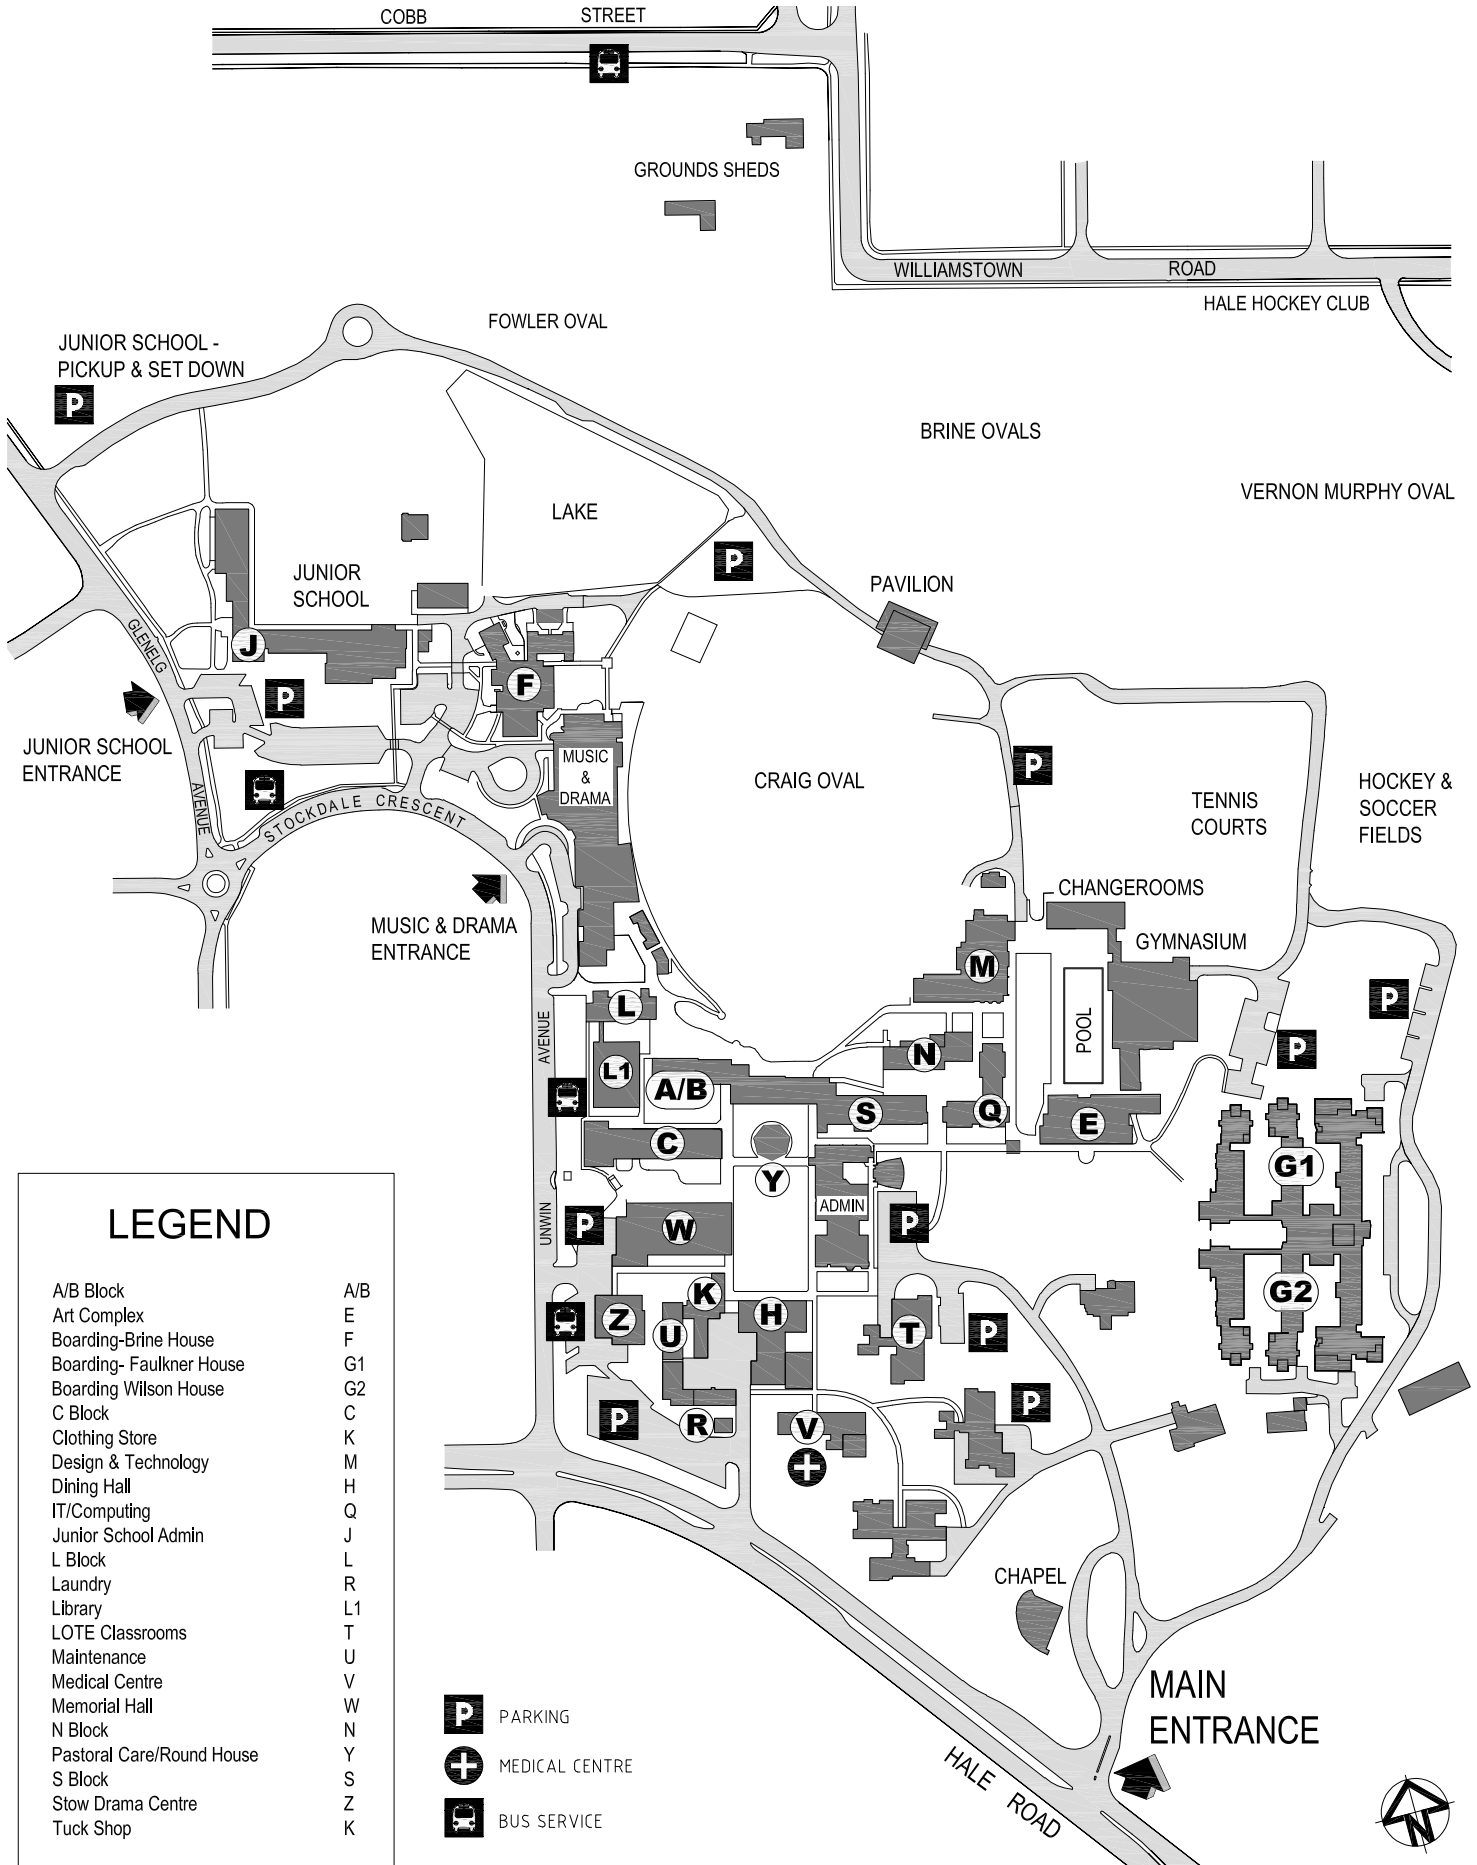 COBB STREET
GROUNDS SHEDS
WILLIAMSTOWN ROAD
HALE HOCKEY CLUB
FOWLER OVAL
JUNIOR SCHOOL -
PICKUP & SET DOWN
P
BRINE OVALS
VERNON MURPHY OVAL
LAKE
P
JUNIOR
SCHOOL
PAVILION
GLENELG
AVENUE
J
F
P
JUNIOR SCHOOL
ENTRANCE
MUSIC
&
DRAMA
CRAIG OVAL
P
TENNIS
COURTS
HOCKEY &
SOCCER
FIELDS
STOCKDALE CRESCENT
MUSIC & DRAMA
ENTRANCE
CHANGEROOMS
GYMNASIUM
M
P
L
POOL
P
UNWIN AVENUE
N
L1
A/B
S
Q
E
C
Y
G1
ADMIN
P
W
P
G2
K
Z
U
H
T
P
P
P
R
V
CHAPEL
MAIN
ENTRANCE
HALE ROAD
N
LEGEND
A/B Block A/B
Art Complex E
Boarding-Brine House F
Boarding- Faulkner House G1
Boarding Wilson House G2
C Block C
Clothing Store K
Design & Technology M
Dining Hall H
IT/Computing Q
Junior School Admin J
L Block L
Laundry R
Library L1
LOTE Classrooms T
Maintenance U
Medical Centre V
Memorial Hall W
N Block N
Pastoral Care/Round House Y
S Block S
Stow Drama Centre Z
Tuck Shop K
P PARKING
MEDICAL CENTRE
BUS SERVICE